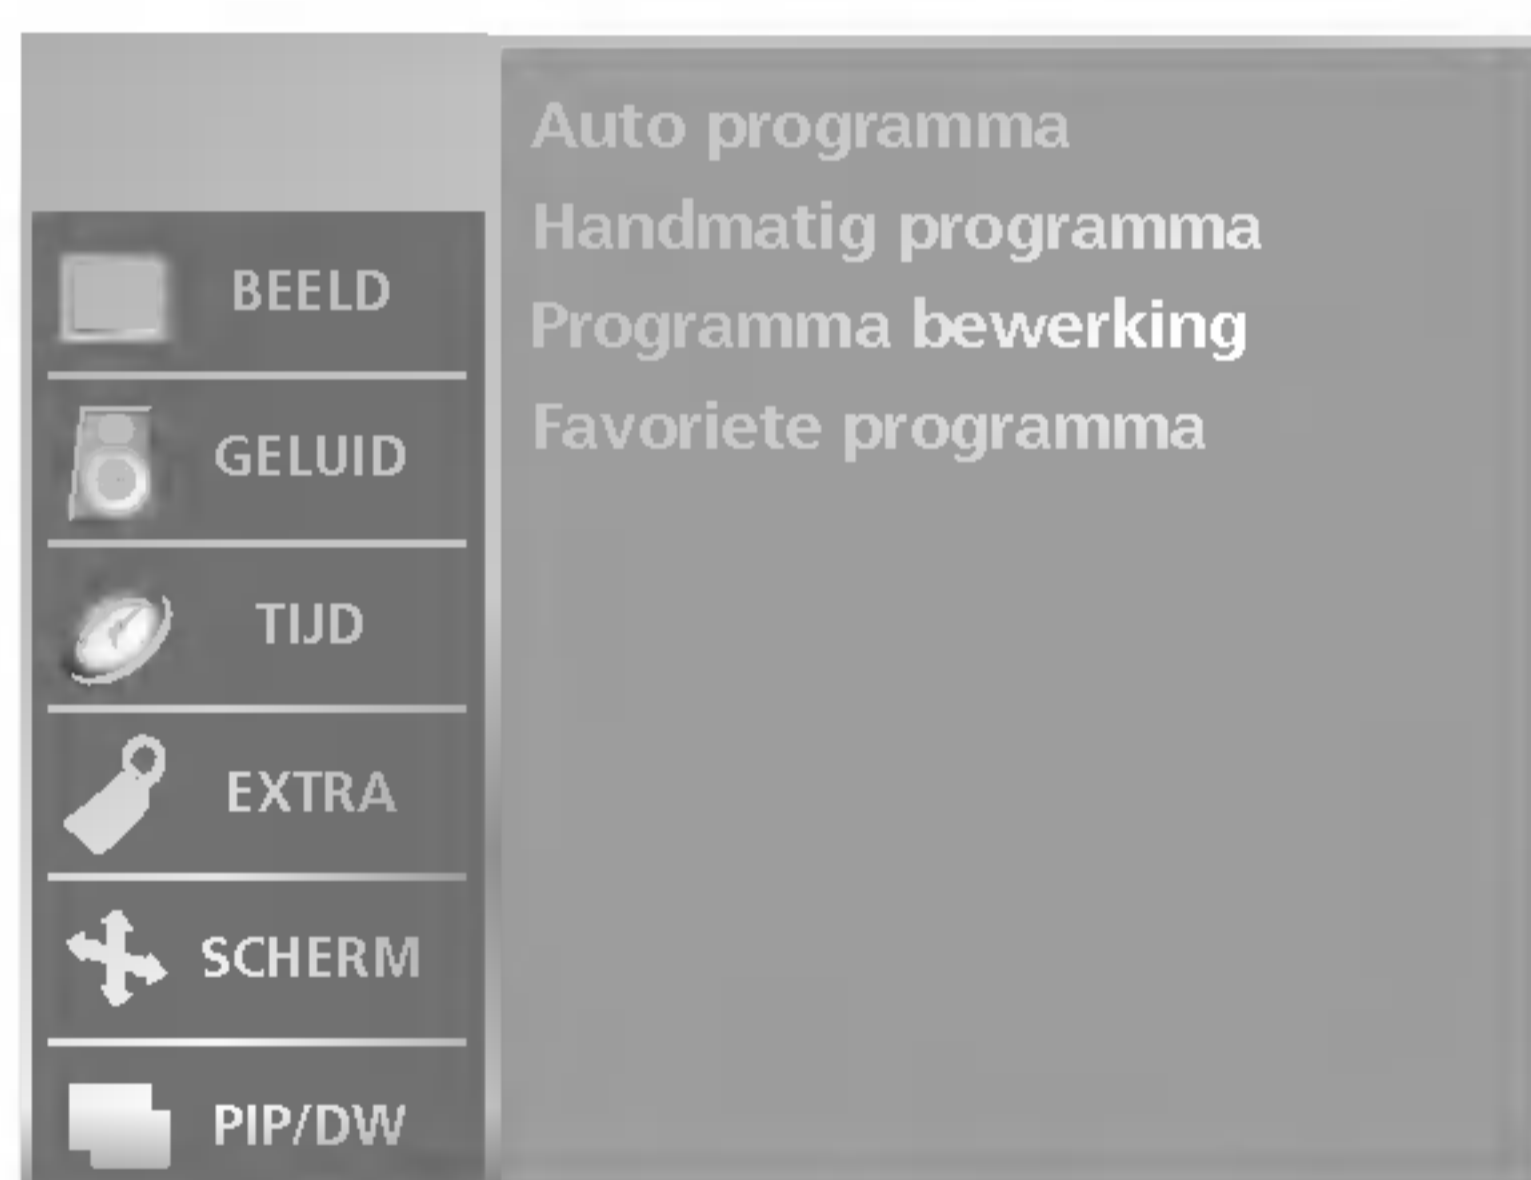 Auto programma
Handmatig programma
Programma bewerking
Favoriete programma
BEELD
GELUID
TIJD
EXTRA
SCHERM
PIP/DW